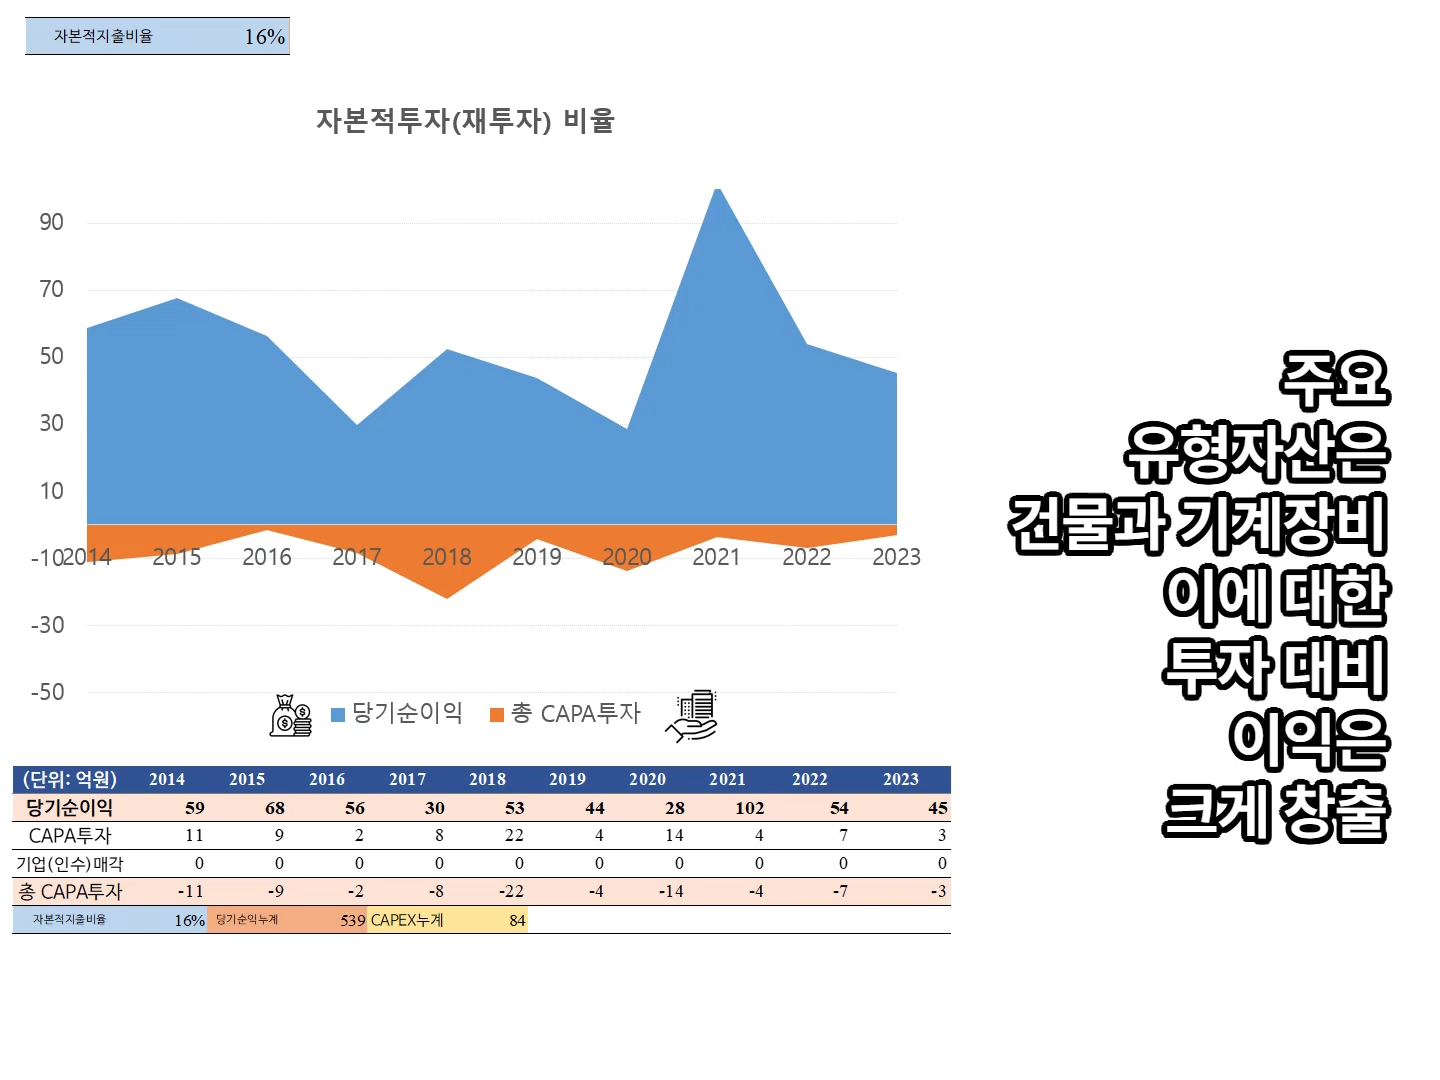 자본적지출비율 16%
자본적투자(재투자) 비율
90
70
50
30
10
-10
-30
-50
2014 2015 2016 2017 2018 2019 2020 2021 2022 2023
당기순이익 총 CAPA투자
(단위: 억원) 2014 2015 2016 2017 2018 2019 2020 2021 2022 2023
당기순이익 59 68 56 30 53 44 28 102 54 45
CAPA투자 11 9 2 8 22 4 14 4 7 3
기업(인수)매각 0 0 0 0 0 0 0 0 0 0
총 CAPA투자 -11 -9 -2 -8 -22 -4 -14 -4 -7 -3
자본적지출비율 16% 당기순익누계 539 CAPEX누계 84
주요
유형자산은
건물과 기계장비
이에 대한
투자 대비
이익은
크게 창출